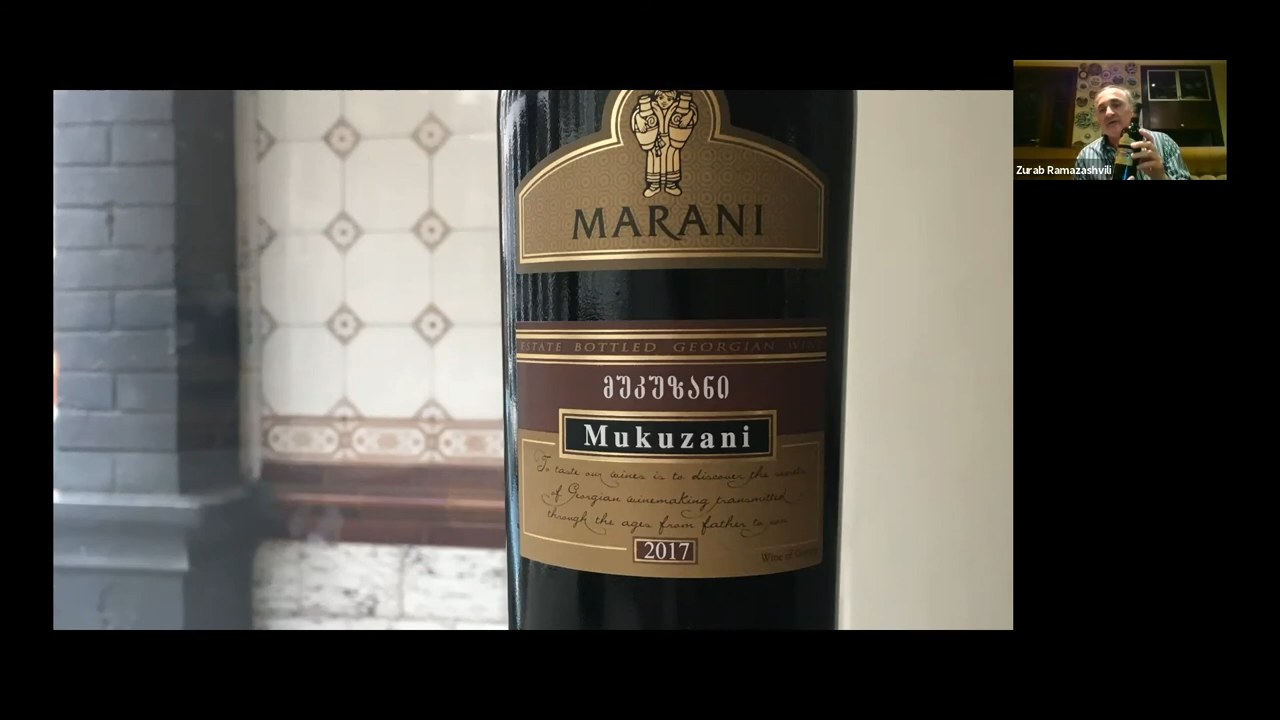 MARANI
ESTATE BOTTLED GEORGIAN
მუკუზანი
Mukuzani
To taste our wines is to discover the secrets
of Georgian winemaking transmitted
through the ages from father to son
2017
Wine of Georgia
Zurab Ramazashvili